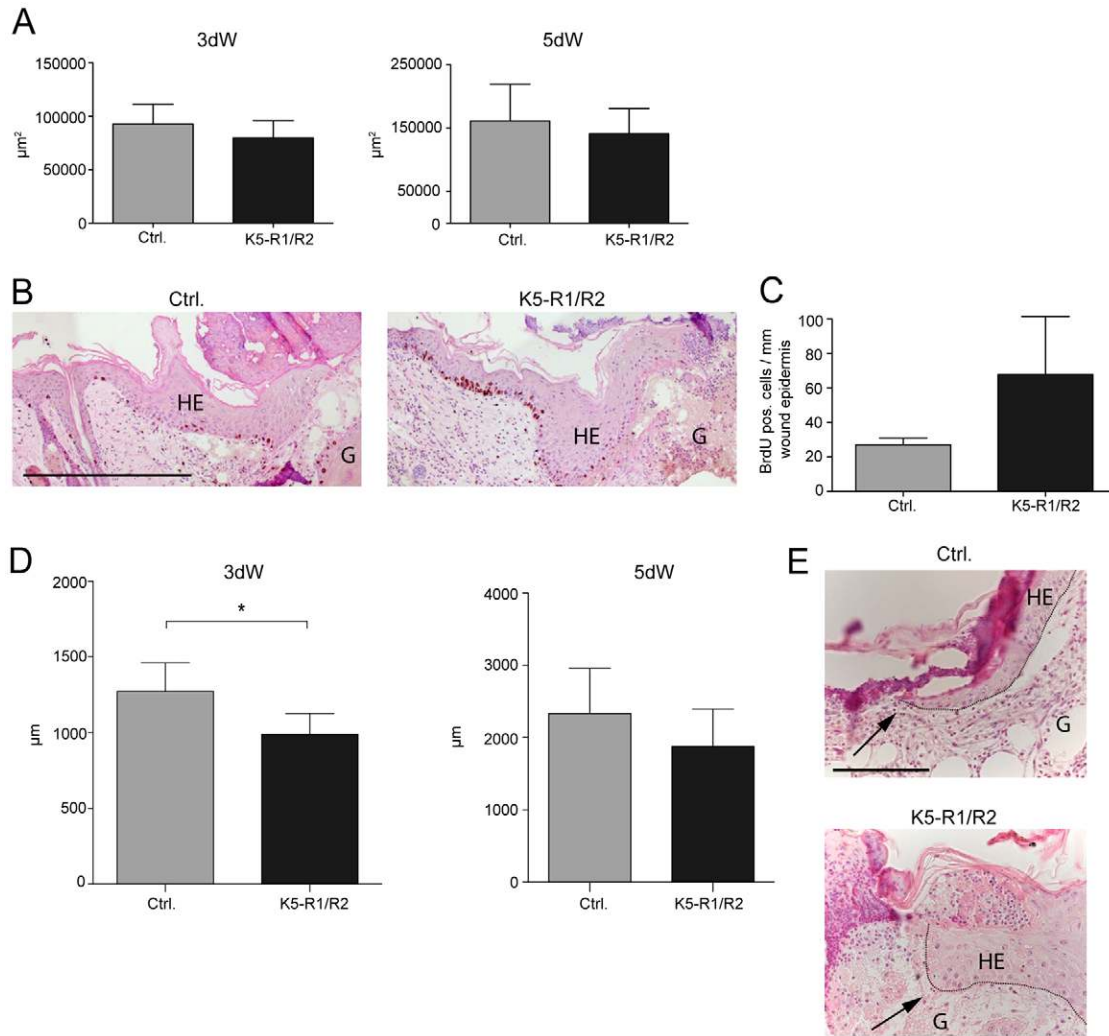 A
3dW
150000
100000
50000
0
µm²
Ctrl.
K5-R1/R2
5dW
250000
150000
50000
0
µm²
Ctrl.
K5-R1/R2
B
Ctrl.
HE
G
K5-R1/R2
HE
G
C
100
80
60
40
20
0
BrdU pos. cells / mm
wound epidermis
Ctrl.
K5-R1/R2
D
3dW
2000
1500
1000
500
0
µm
*
Ctrl.
K5-R1/R2
5dW
4000
3000
2000
1000
0
µm
Ctrl.
K5-R1/R2
E
Ctrl.
HE
G
K5-R1/R2
HE
G